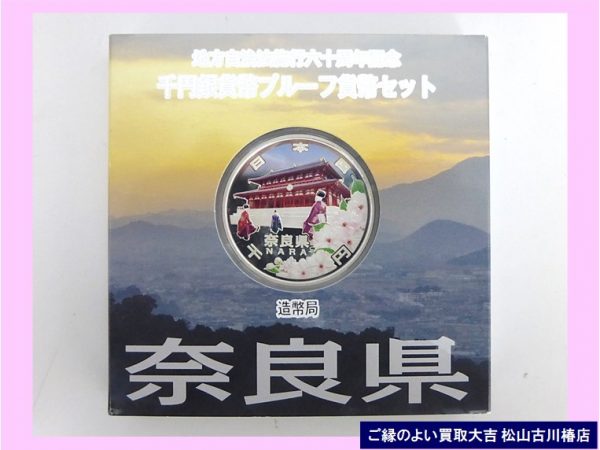 地方自治法施行六十周年記念
千円銀貨幣プルーフ貨幣セット
日本国
奈良県
NARA
千円
造幣局
奈良県
ご縁のよい買取大吉 松山古川椿店